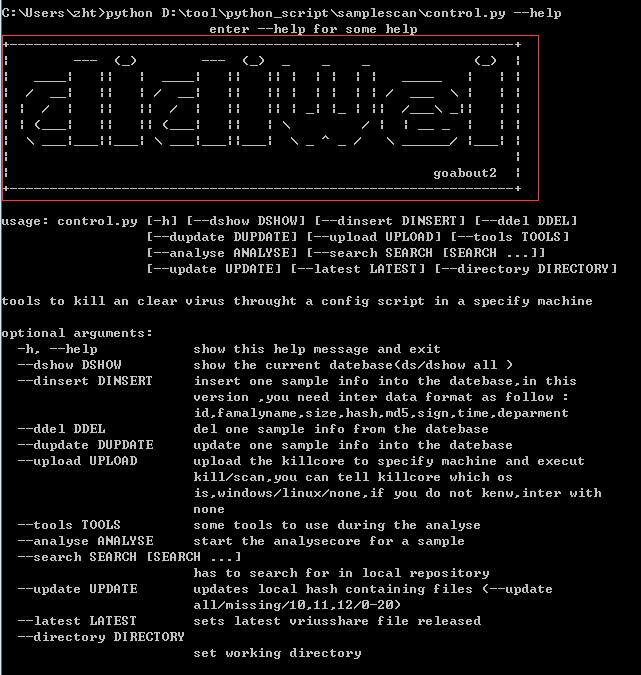 C:\Users\zht>python D:\tool\python_script\samplescan\control.py --help
enter --help for some help
goabout2
usage: control.py [-h] [--dshow DSHOW] [--dinsert DINSERT] [--ddel DDEL]
[--dupdate DUPDATE] [--upload UPLOAD] [--tools TOOLS]
[--analyse ANALYSE] [--search SEARCH [SEARCH ...]]
[--update UPDATE] [--latest LATEST] [--directory DIRECTORY]
tools to kill an clear virus throught a config script in a specify machine
optional arguments:
-h, --help show this help message and exit
--dshow DSHOW show the current datebase(ds/dshow all )
--dinsert DINSERT insert one sample info into the datebase,in this
version ,you need inter data format as follow :
id,famalyname,size,hash,md5,sign,time,deparment
--ddel DDEL del one sample info from the datebase
--dupdate DUPDATE update one sample info into the datebase
--upload UPLOAD upload the killcore to specify machine and execut
kill/scan,you can tell killcore which os
is,windows/linux/none,if you do not kenw,inter with
none
--tools TOOLS some tools to use during the analyse
--analyse ANALYSE start the analysecore for a sample
--search SEARCH [SEARCH ...]
has to search for in local repository
--update UPDATE updates local hash containing files (--update
all/missing/10,11,12/0-20)
--latest LATEST sets latest vriusshare file released
--directory DIRECTORY
set working directory